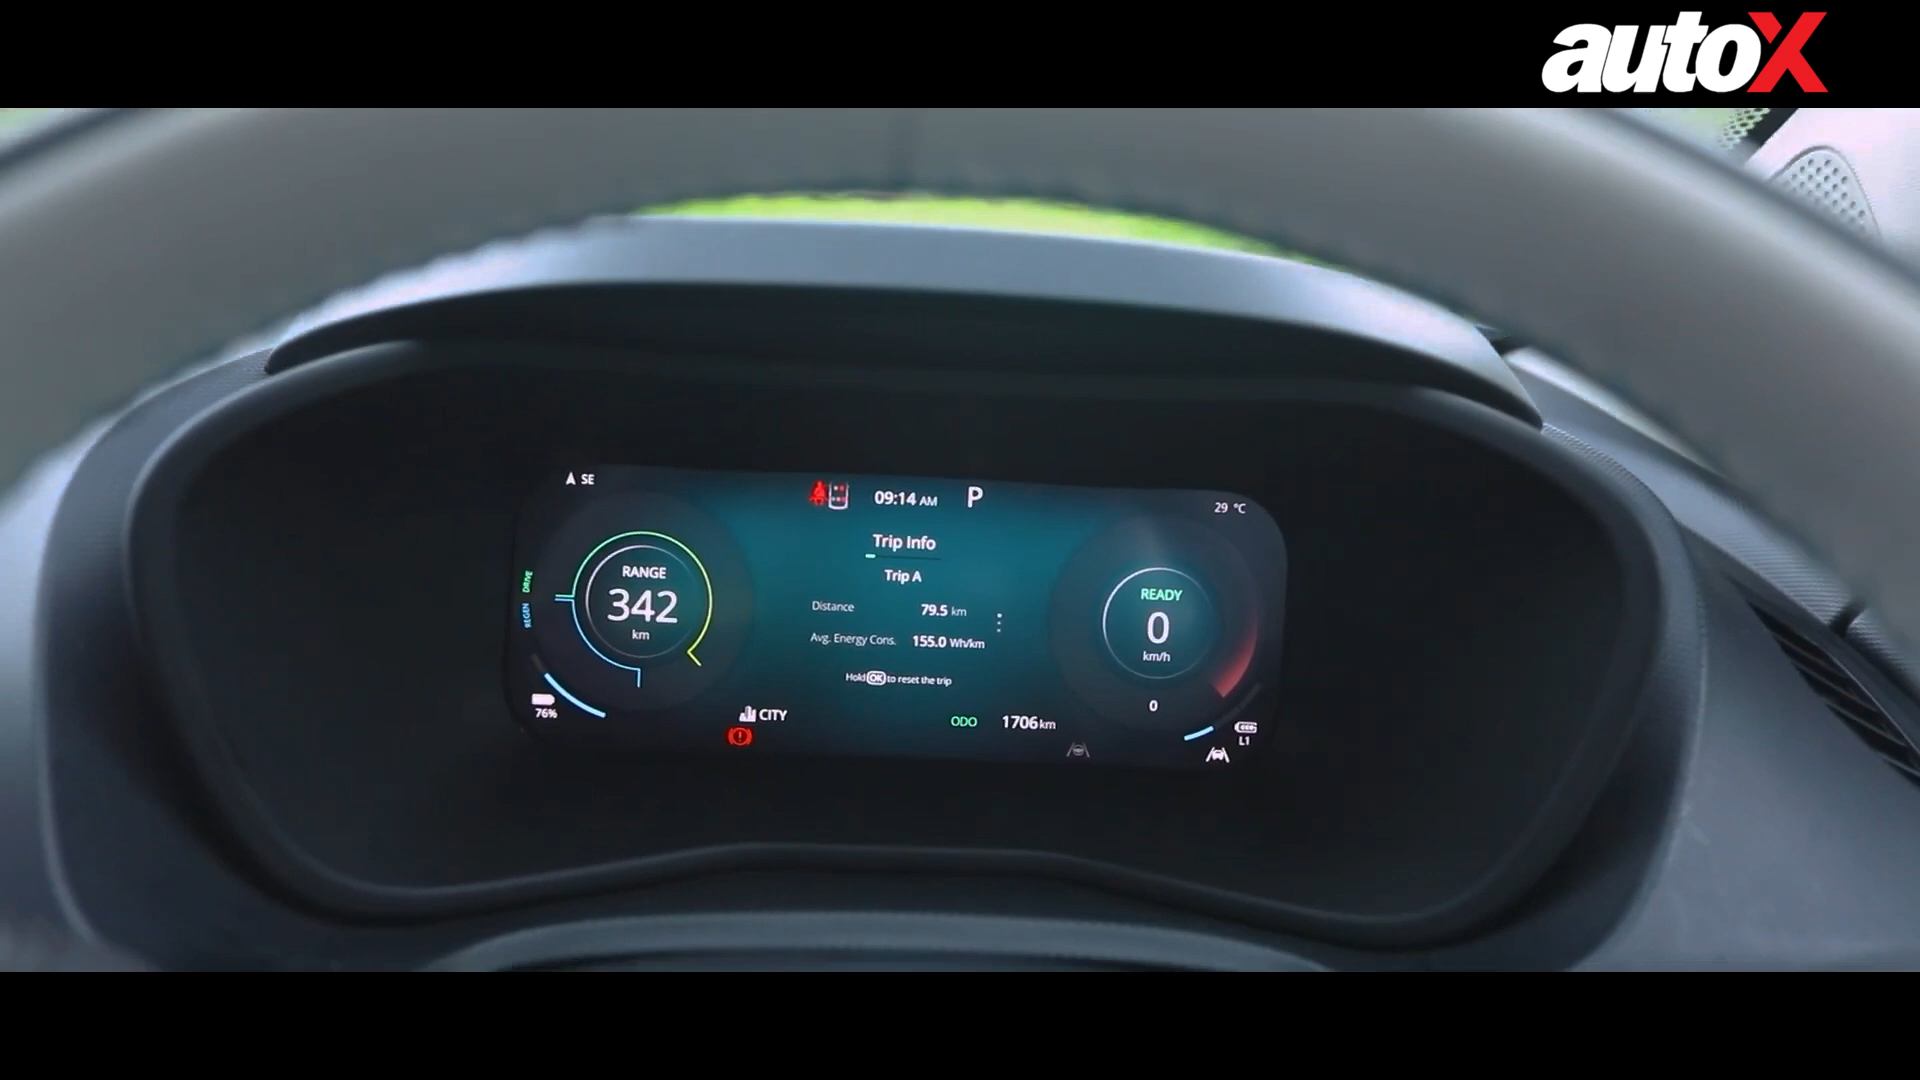 autoX
SE
09:14 AM
P
29 °C
Trip Info
Trip A
DRIVE
REGEN
RANGE
342
km
Distance 79.5 km
Avg. Energy Cons. 155.0 Wh/km
Hold OK to reset the trip
READY
0
km/h
0
76%
CITY
ODO 1706 km
L1